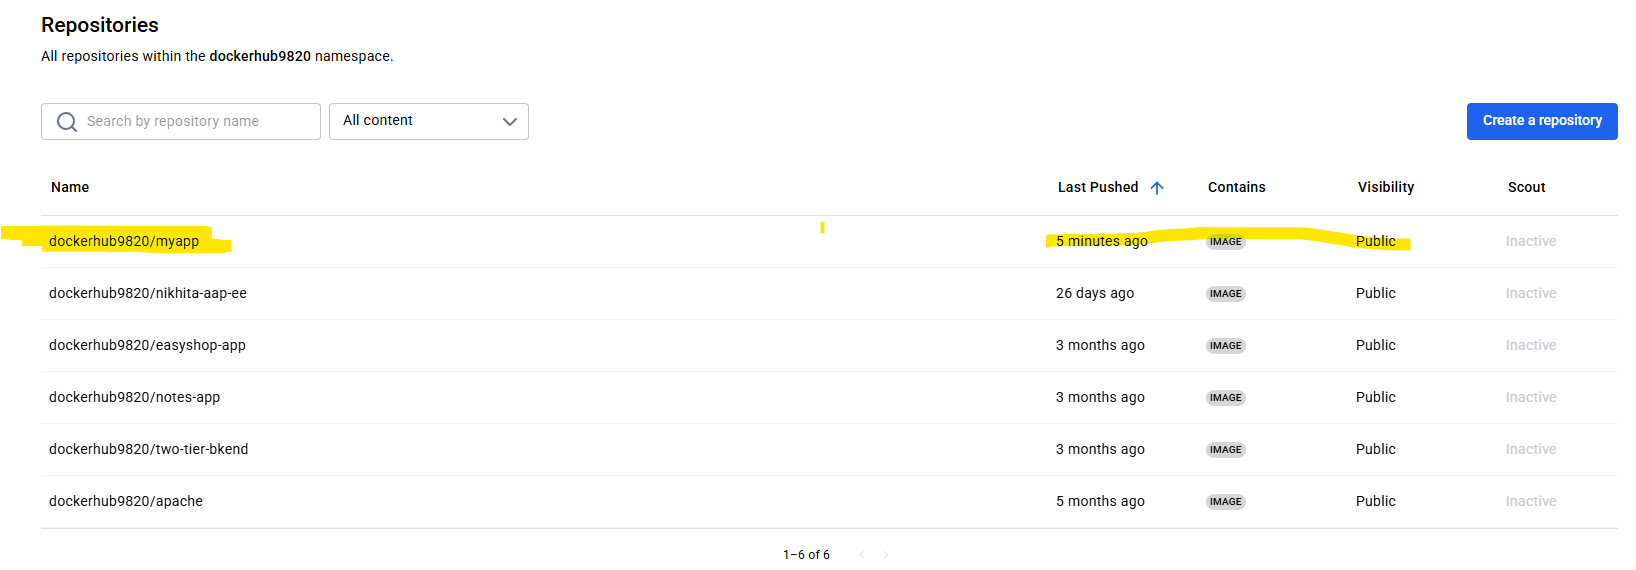 Repositories
All repositories within the dockerhub9820 namespace.
Search by repository name All content Create a repository
Name Last Pushed Contains Visibility Scout
dockerhub9820/myapp 5 minutes ago IMAGE Public Inactive
dockerhub9820/nikhita-aap-ee 26 days ago IMAGE Public Inactive
dockerhub9820/easyshop-app 3 months ago IMAGE Public Inactive
dockerhub9820/notes-app 3 months ago IMAGE Public Inactive
dockerhub9820/two-tier-bkend 3 months ago IMAGE Public Inactive
dockerhub9820/apache 5 months ago IMAGE Public Inactive
1–6 of 6